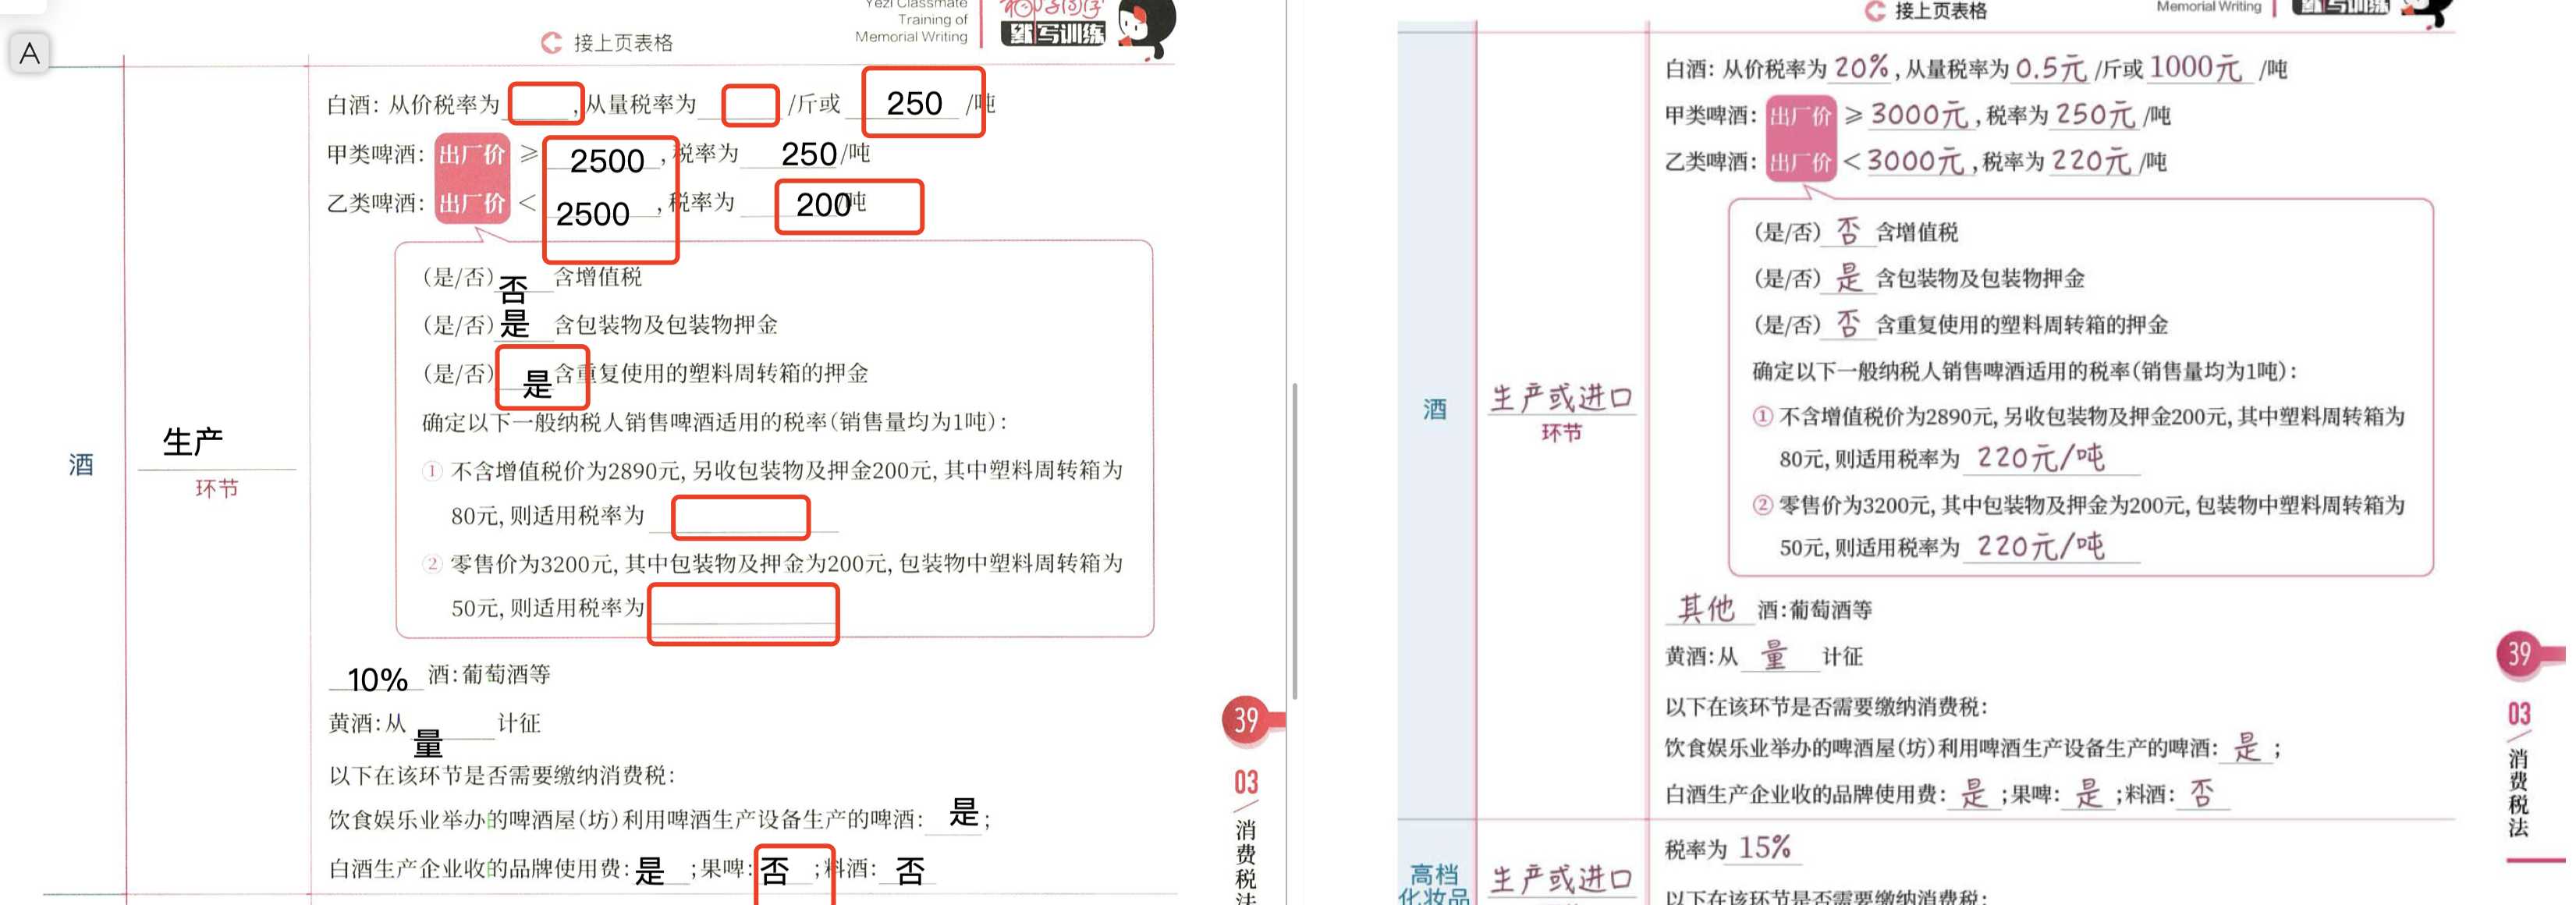 A
Yezi Classmate
Training of
Memorial Writing
默写训练
接上页表格
白酒: 从价税率为 ,从量税率为 /斤或 250 /吨
甲类啤酒: 出厂价 ≥ 2500 ,税率为 250 /吨
乙类啤酒: 出厂价 < 2500 ,税率为 200 /吨
(是/否) 否 含增值税
(是/否) 是 含包装物及包装物押金
(是/否) 是 含重复使用的塑料周转箱的押金
确定以下一般纳税人销售啤酒适用的税率(销售量均为1吨):
① 不含增值税价为2890元, 另收包装物及押金200元, 其中塑料周转箱为
80元, 则适用税率为
② 零售价为3200元, 其中包装物及押金为200元, 包装物中塑料周转箱为
50元, 则适用税率为
酒
生产
环节
10% 酒:葡萄酒等
黄酒:从 量 计征
以下在该环节是否需要缴纳消费税:
饮食娱乐业举办的啤酒屋(坊)利用啤酒生产设备生产的啤酒: 是 ;
白酒生产企业收的品牌使用费: 是 ;果啤: 否 ;料酒: 否
39
03
消费税法
接上页表格
Memorial Writing
默写训练
白酒: 从价税率为 20% ,从量税率为 0.5元 /斤或 1000元 /吨
甲类啤酒: 出厂价 ≥ 3000元 ,税率为 250元 /吨
乙类啤酒: 出厂价 < 3000元 ,税率为 220元 /吨
(是/否) 否 含增值税
(是/否) 是 含包装物及包装物押金
(是/否) 否 含重复使用的塑料周转箱的押金
确定以下一般纳税人销售啤酒适用的税率(销售量均为1吨):
① 不含增值税价为2890元, 另收包装物及押金200元, 其中塑料周转箱为
80元, 则适用税率为 220元/吨
② 零售价为3200元, 其中包装物及押金为200元, 包装物中塑料周转箱为
50元, 则适用税率为 220元/吨
酒
生产或进口
环节
其他 酒:葡萄酒等
黄酒:从 量 计征
以下在该环节是否需要缴纳消费税:
饮食娱乐业举办的啤酒屋(坊)利用啤酒生产设备生产的啤酒: 是 ;
白酒生产企业收的品牌使用费: 是 ;果啤: 是 ;料酒: 否
39
03
消费税法
高档
化妆品
生产或进口
税率为 15%
以下在该环节是否需要缴纳消费税: